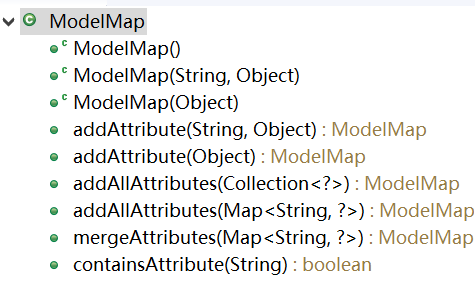 ModelMap
ModelMap()
ModelMap(String, Object)
ModelMap(Object)
addAttribute(String, Object) : ModelMap
addAttribute(Object) : ModelMap
addAllAttributes(Collection<?>) : ModelMap
addAllAttributes(Map<String, ?>) : ModelMap
mergeAttributes(Map<String, ?>) : ModelMap
containsAttribute(String) : boolean